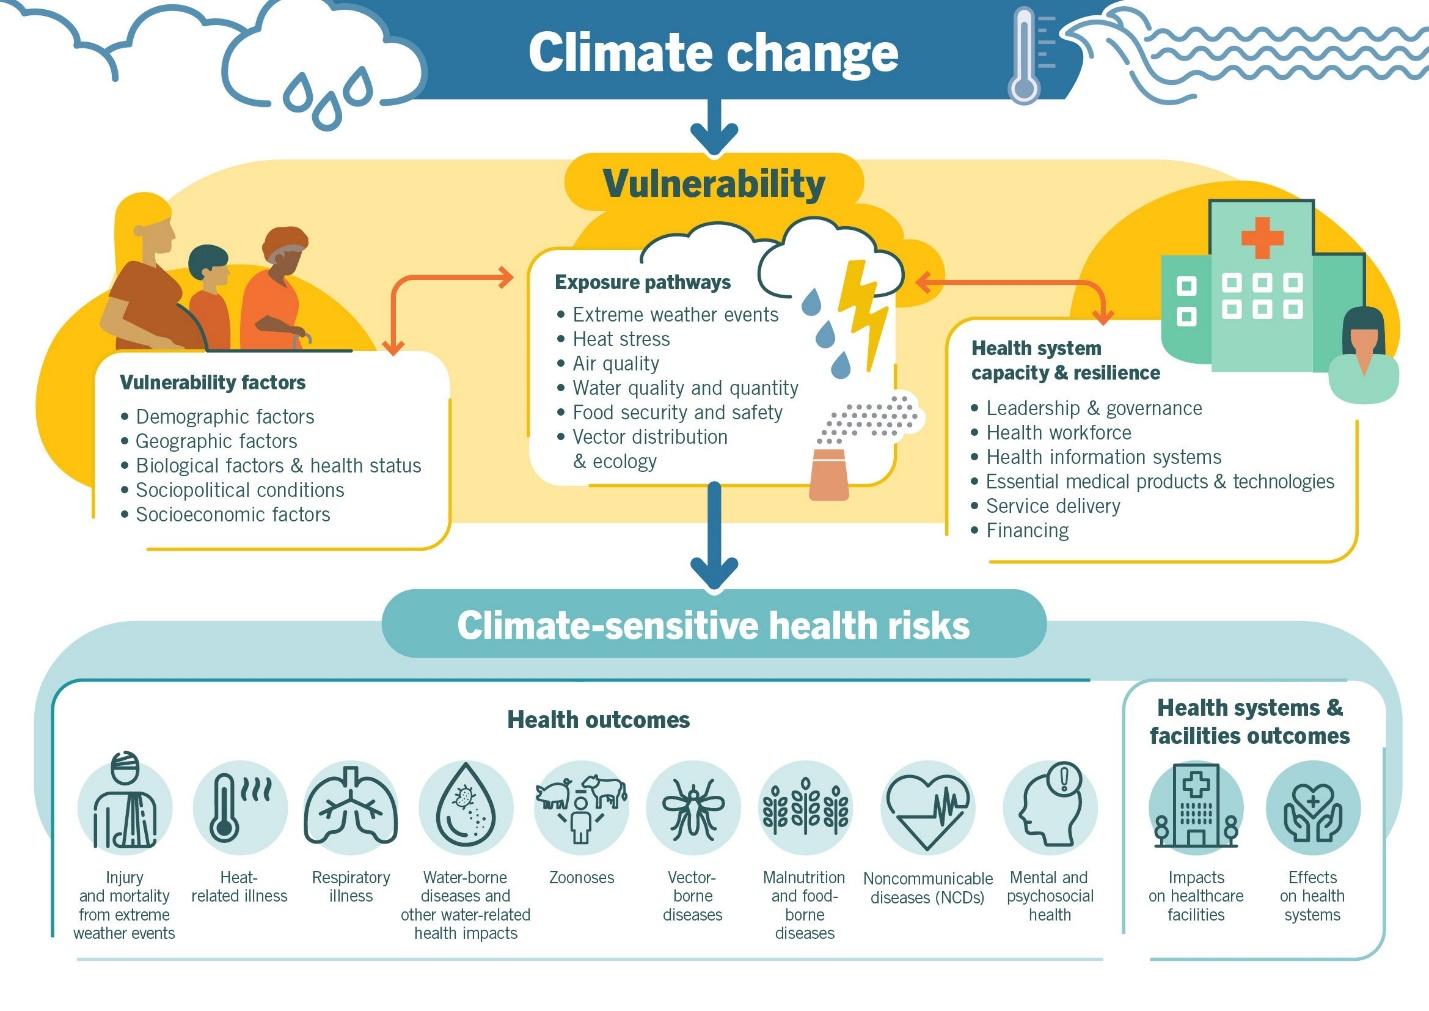 Climate change
Vulnerability
Vulnerability factors
• Demographic factors
• Geographic factors
• Biological factors & health status
• Sociopolitical conditions
• Socioeconomic factors
Exposure pathways
• Extreme weather events
• Heat stress
• Air quality
• Water quality and quantity
• Food security and safety
• Vector distribution
& ecology
Health system
capacity & resilience
• Leadership & governance
• Health workforce
• Health information systems
• Essential medical products & technologies
• Service delivery
• Financing
Climate-sensitive health risks
Health outcomes
Injury
and mortality
from extreme
weather events
Heat-
related illness
Respiratory
illness
Water-borne
diseases and
other water-related
health impacts
Zoonoses
Vector-
borne
diseases
Malnutrition
and food-
borne
diseases
Noncommunicable
diseases (NCDs)
Mental and
psychosocial
health
Health systems &
facilities outcomes
Impacts
on healthcare
facilities
Effects
on health
systems